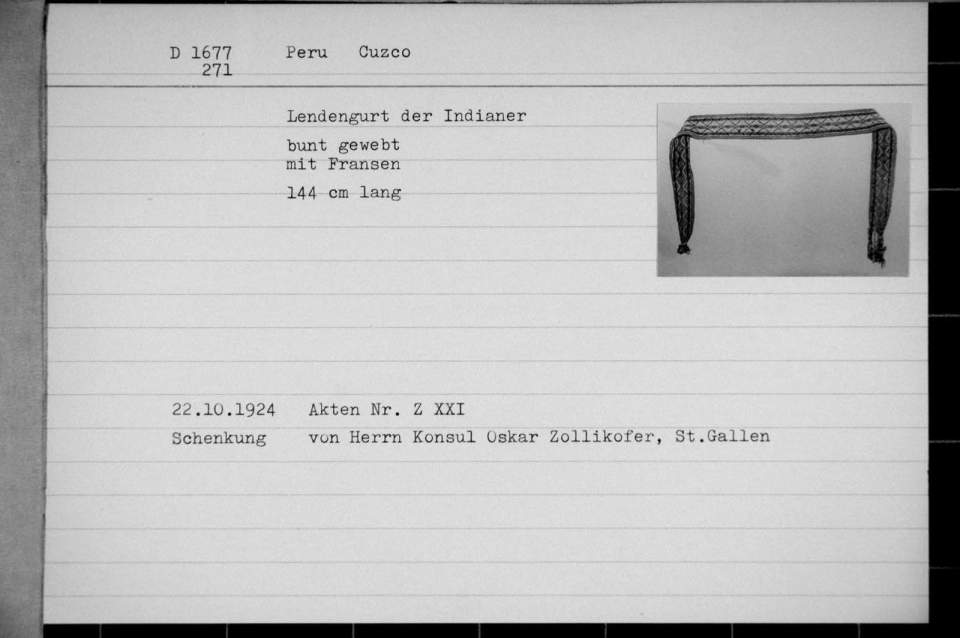 D 1677 Peru Cuzco
271
Lendengurt der Indianer
bunt gewebt
mit Fransen
144 cm lang
22.10.1924 Akten Nr. Z XXI
Schenkung von Herrn Konsul Oskar Zollikofer, St.Gallen